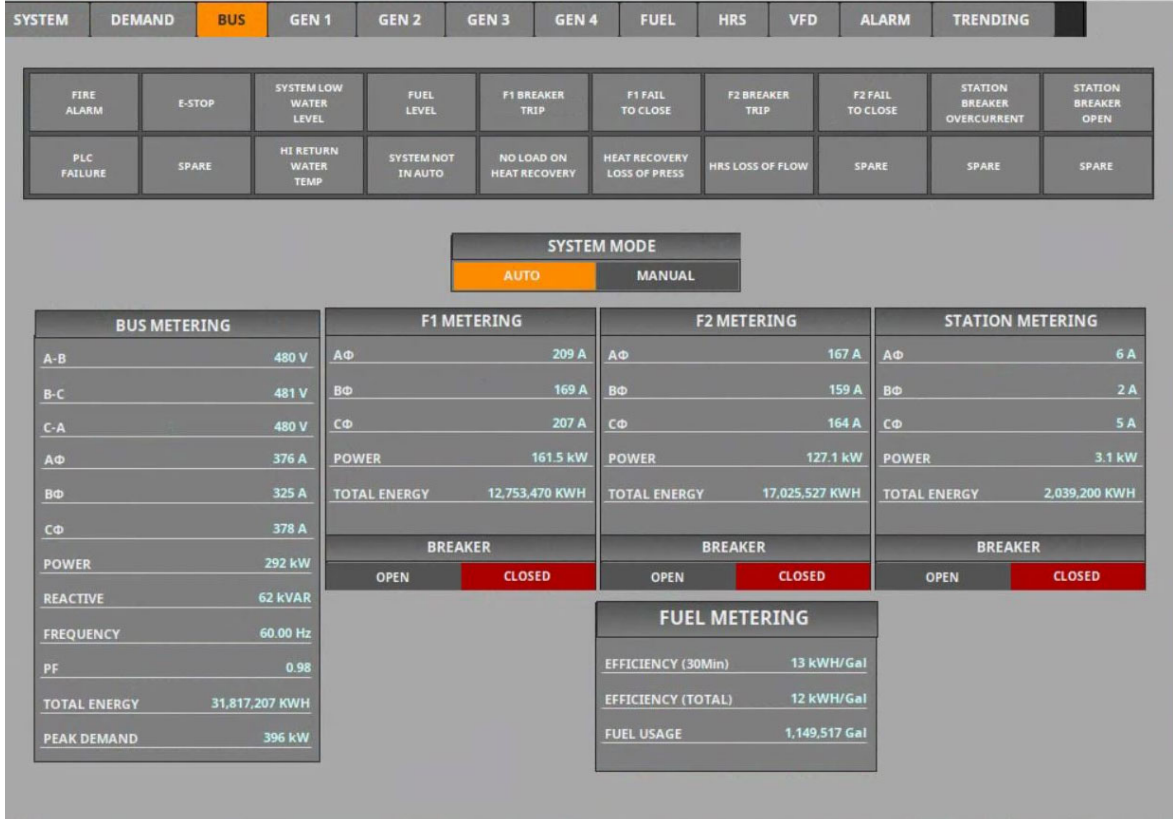 SYSTEM DEMAND BUS GEN 1 GEN 2 GEN 3 GEN 4 FUEL HRS VFD ALARM TRENDING
FIRE
ALARM
E-STOP
SYSTEM LOW
WATER
LEVEL
FUEL
LEVEL
F1 BREAKER
TRIP
F1 FAIL
TO CLOSE
F2 BREAKER
TRIP
F2 FAIL
TO CLOSE
STATION
BREAKER
OVERCURRENT
STATION
BREAKER
OPEN
PLC
FAILURE
SPARE
HI RETURN
WATER
TEMP
SYSTEM NOT
IN AUTO
NO LOAD ON
HEAT RECOVERY
HEAT RECOVERY
LOSS OF PRESS
HRS LOSS OF FLOW
SPARE
SPARE
SPARE
SYSTEM MODE
AUTO MANUAL
BUS METERING
A-B 480 V
B-C 481 V
C-A 480 V
AΦ 376 A
BΦ 325 A
CΦ 378 A
POWER 292 kW
REACTIVE 62 kVAR
FREQUENCY 60.00 Hz
PF 0.98
TOTAL ENERGY 31,817,207 KWH
PEAK DEMAND 396 kW
F1 METERING
AΦ 209 A
BΦ 169 A
CΦ 207 A
POWER 161.5 kW
TOTAL ENERGY 12,753,470 KWH
BREAKER
OPEN CLOSED
F2 METERING
AΦ 167 A
BΦ 159 A
CΦ 164 A
POWER 127.1 kW
TOTAL ENERGY 17,025,527 KWH
BREAKER
OPEN CLOSED
STATION METERING
AΦ 6 A
BΦ 2 A
CΦ 5 A
POWER 3.1 kW
TOTAL ENERGY 2,039,200 KWH
BREAKER
OPEN CLOSED
FUEL METERING
EFFICIENCY (30Min) 13 kWH/Gal
EFFICIENCY (TOTAL) 12 kWH/Gal
FUEL USAGE 1,149,517 Gal